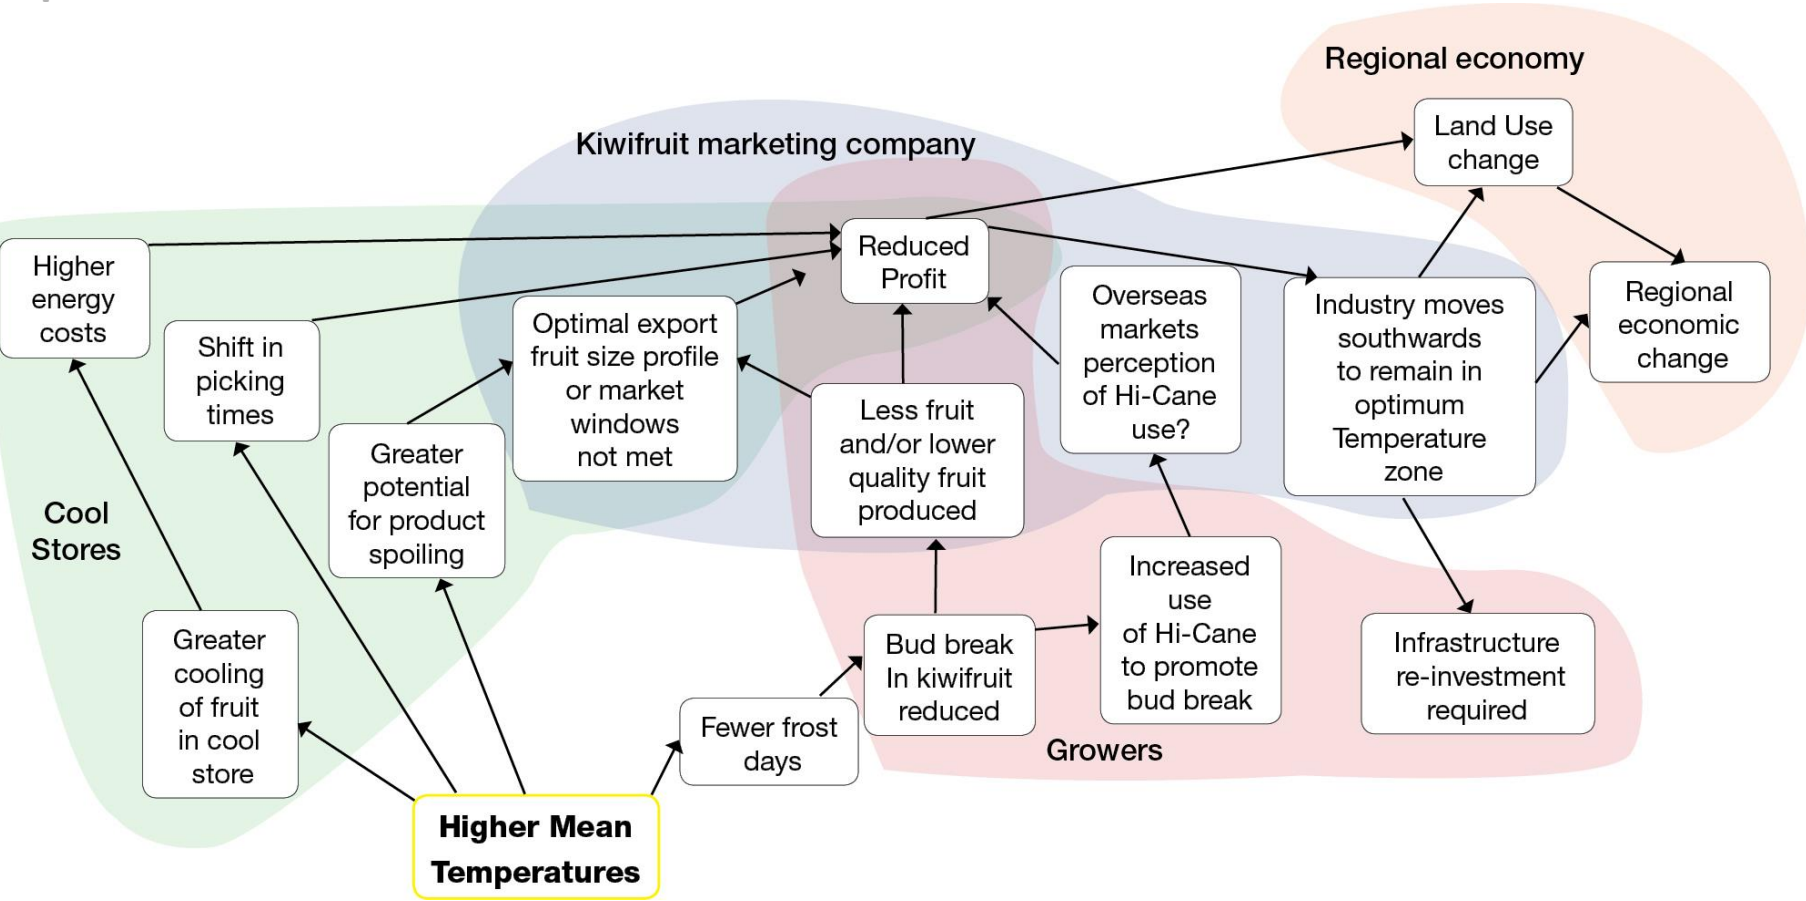 Regional economy
Land Use
change
Kiwifruit marketing company
Reduced
Profit
Higher
energy
costs
Shift in
picking
times
Optimal export
fruit size profile
or market
windows
not met
Overseas
markets
perception
of Hi-Cane
use?
Industry moves
southwards
to remain in
optimum
Temperature
zone
Regional
economic
change
Less fruit
and/or lower
quality fruit
produced
Greater
potential
for product
spoiling
Cool
Stores
Increased
use
of Hi-Cane
to promote
bud break
Greater
cooling
of fruit
in cool
store
Bud break
In kiwifruit
reduced
Infrastructure
re-investment
required
Fewer frost
days
Growers
Higher Mean
Temperatures